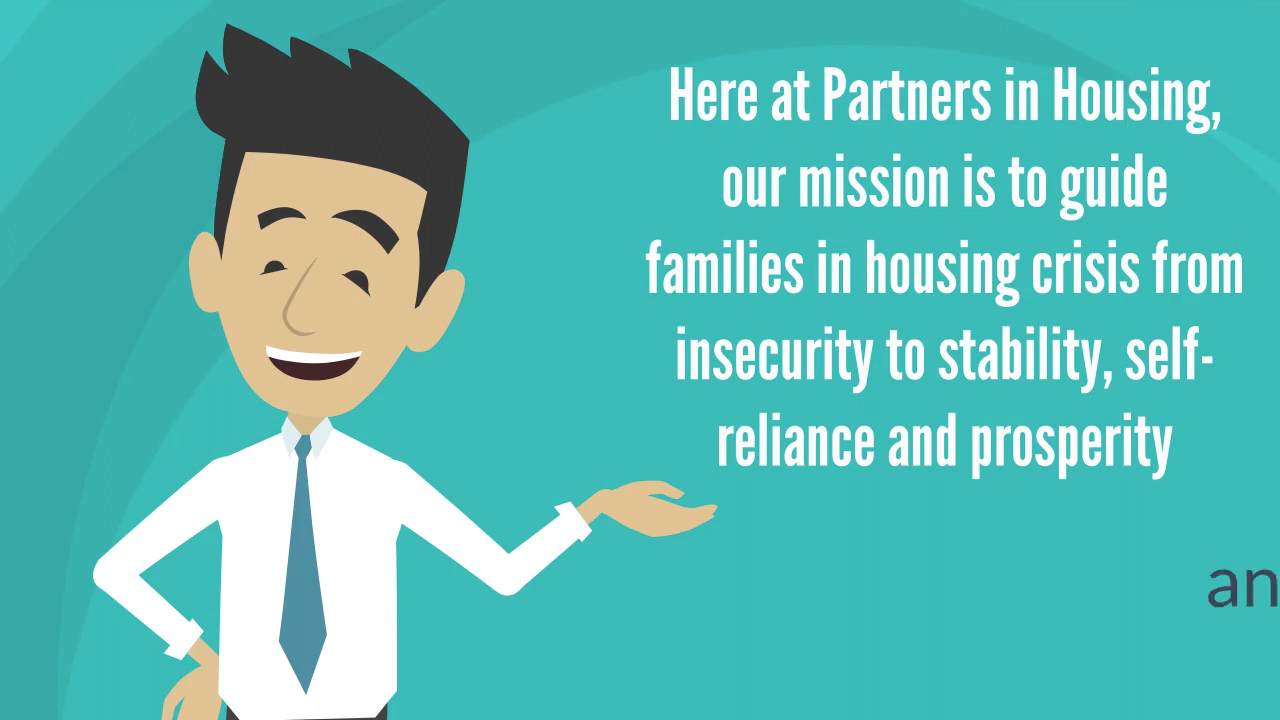 Here at Partners in Housing,
our mission is to guide
families in housing crisis from
insecurity to stability, self-
reliance and prosperity
an